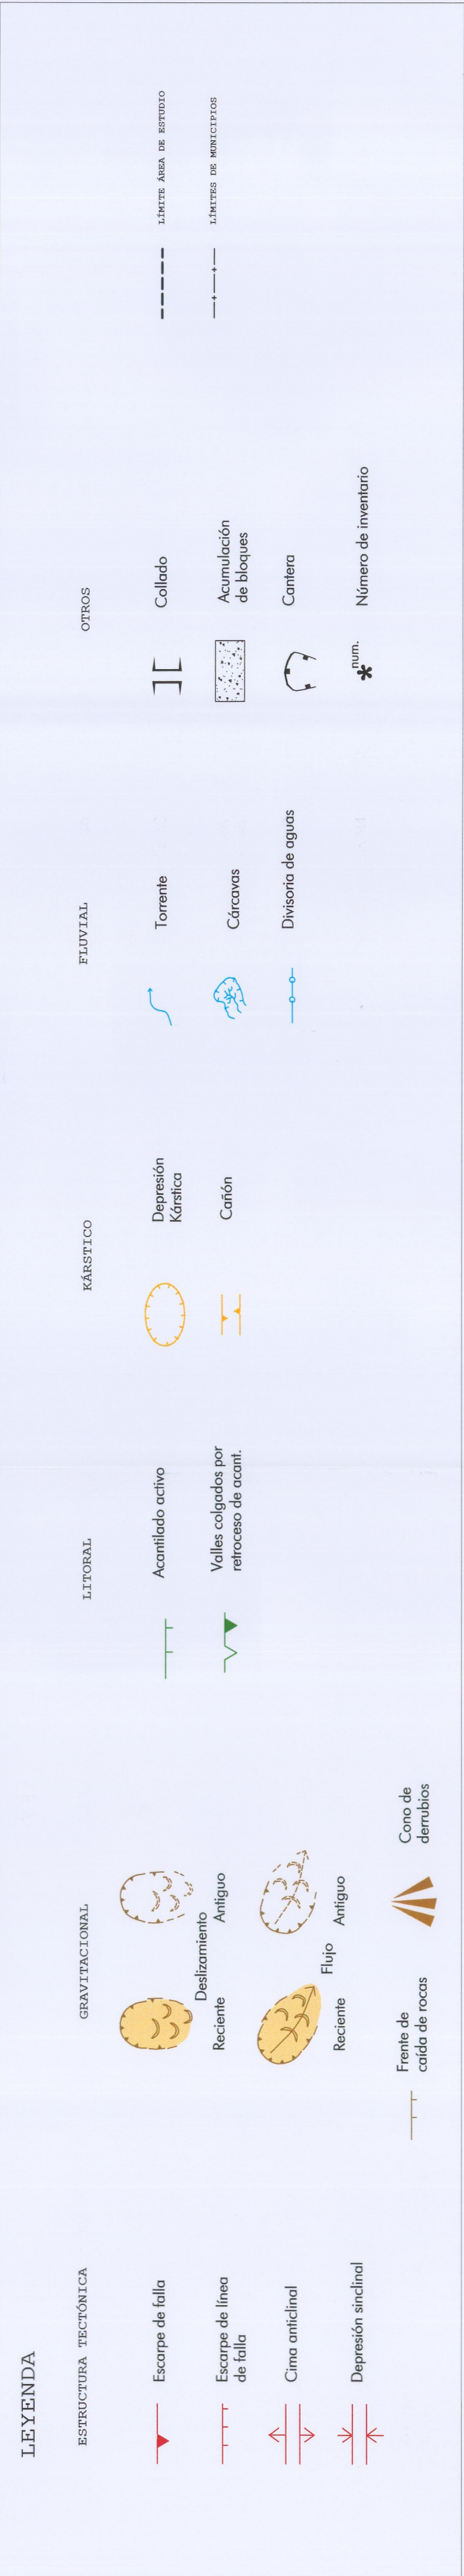 LEYENDA
ESTRUCTURA TECTÓNICA
Escarpe de falla
Escarpe de línea
de falla
Cima anticlinal
Depresión sinclinal
GRAVITACIONAL
Deslizamiento
Reciente
Antiguo
Flujo
Reciente
Antiguo
Frente de
caída de rocas
Cono de
derrubios
LITORAL
Acantilado activo
Valles colgados por
retroceso de acant.
KÁRSTICO
Depresión
Kárstica
Cañón
FLUVIAL
Torrente
Cárcavas
Divisoria de aguas
OTROS
Collado
Acumulación
de bloques
Cantera
num.
Número de inventario
LÍMITE ÁREA DE ESTUDIO
LÍMITES DE MUNICIPIOS